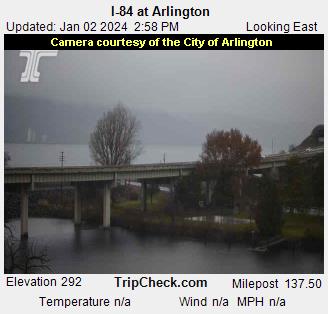 I-84 at Arlington
Updated: Jan 02 2024 2:58 PM Looking East
Camera courtesy of the City of Arlington
Elevation 292 TripCheck.com Milepost 137.50
Temperature n/a Wind n/a MPH n/a